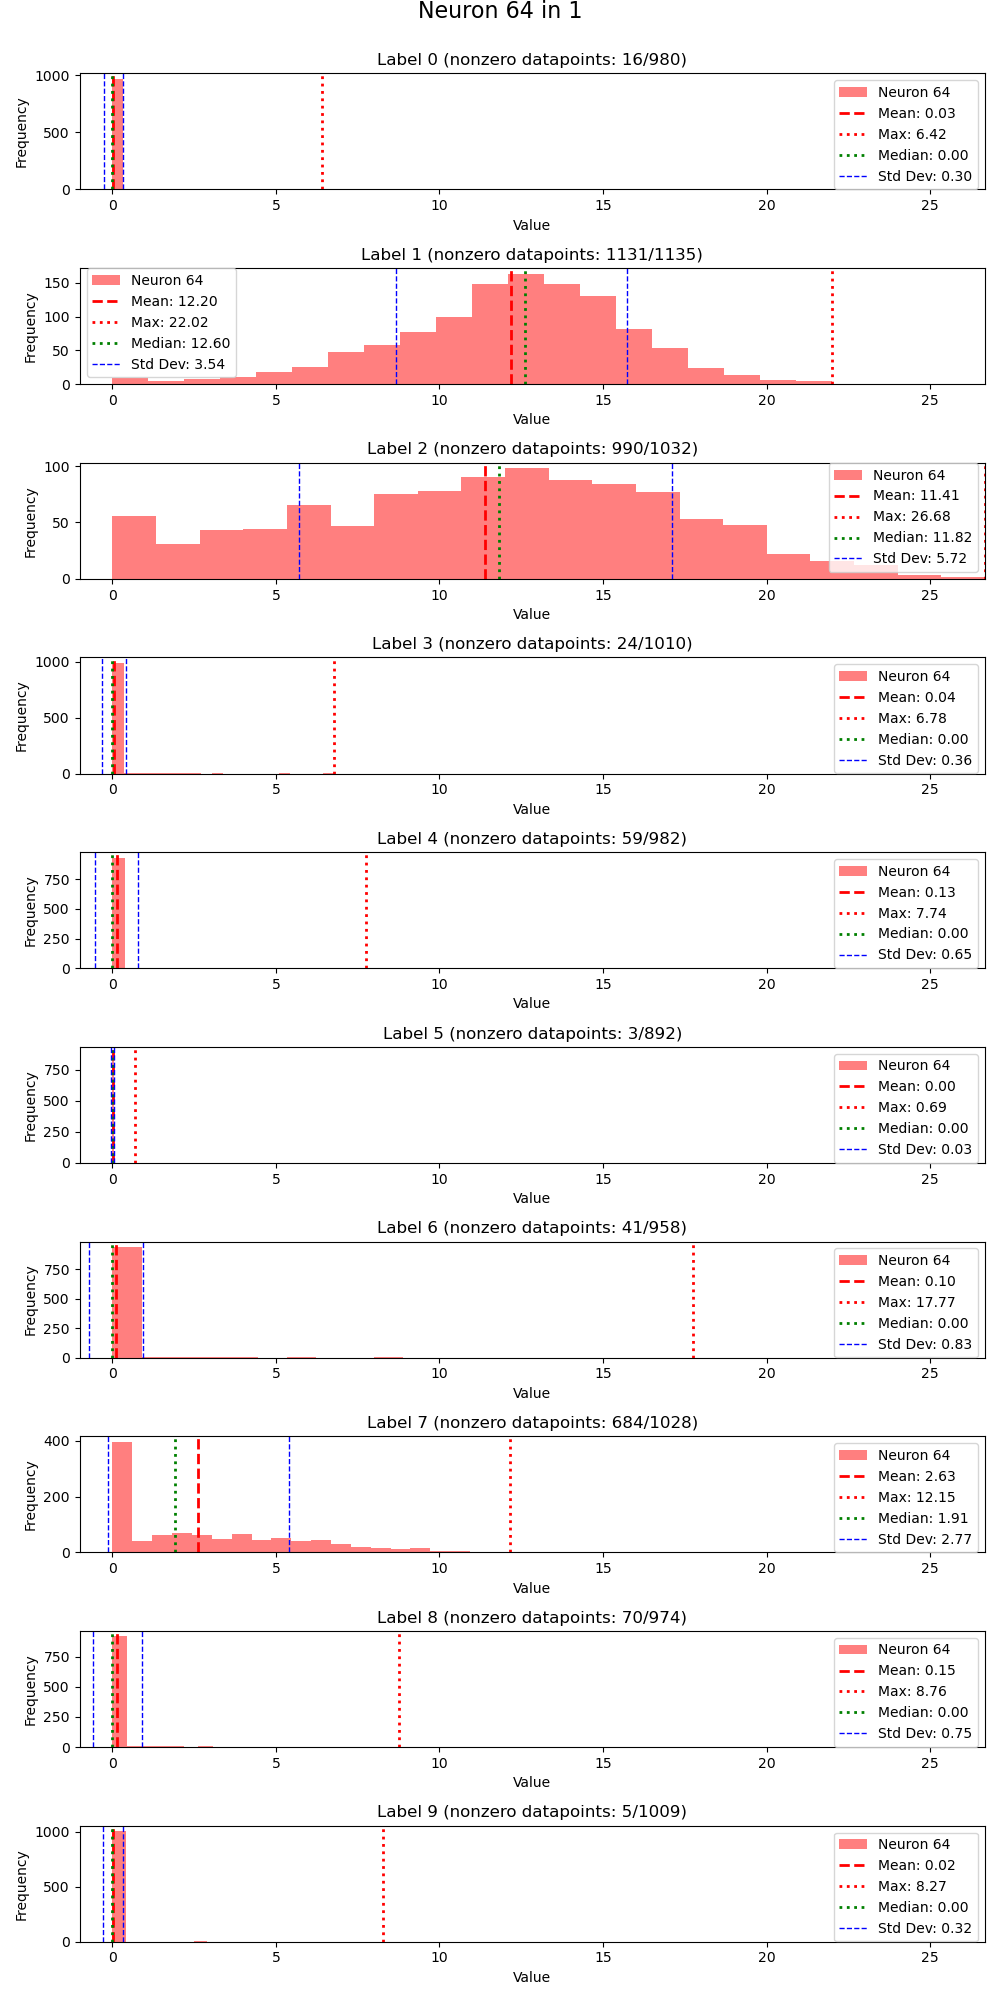 Neuron 64 in 1
Label 0 (nonzero datapoints: 16/980)
Frequency
1000
500
0
Neuron 64
Mean: 0.03
Max: 6.42
Median: 0.00
Std Dev: 0.30
0 5 10 15 20 25
Value
Label 1 (nonzero datapoints: 1131/1135)
Frequency
150
100
50
0
Neuron 64
Mean: 12.20
Max: 22.02
Median: 12.60
Std Dev: 3.54
0 5 10 15 20 25
Value
Label 2 (nonzero datapoints: 990/1032)
Frequency
100
50
0
Neuron 64
Mean: 11.41
Max: 26.68
Median: 11.82
Std Dev: 5.72
0 5 10 15 20 25
Value
Label 3 (nonzero datapoints: 24/1010)
Frequency
1000
500
0
Neuron 64
Mean: 0.04
Max: 6.78
Median: 0.00
Std Dev: 0.36
0 5 10 15 20 25
Value
Label 4 (nonzero datapoints: 59/982)
Frequency
750
500
250
0
Neuron 64
Mean: 0.13
Max: 7.74
Median: 0.00
Std Dev: 0.65
0 5 10 15 20 25
Value
Label 5 (nonzero datapoints: 3/892)
Frequency
750
500
250
0
Neuron 64
Mean: 0.00
Max: 0.69
Median: 0.00
Std Dev: 0.03
0 5 10 15 20 25
Value
Label 6 (nonzero datapoints: 41/958)
Frequency
750
500
250
0
Neuron 64
Mean: 0.10
Max: 17.77
Median: 0.00
Std Dev: 0.83
0 5 10 15 20 25
Value
Label 7 (nonzero datapoints: 684/1028)
Frequency
400
200
0
Neuron 64
Mean: 2.63
Max: 12.15
Median: 1.91
Std Dev: 2.77
0 5 10 15 20 25
Value
Label 8 (nonzero datapoints: 70/974)
Frequency
750
500
250
0
Neuron 64
Mean: 0.15
Max: 8.76
Median: 0.00
Std Dev: 0.75
0 5 10 15 20 25
Value
Label 9 (nonzero datapoints: 5/1009)
Frequency
1000
500
0
Neuron 64
Mean: 0.02
Max: 8.27
Median: 0.00
Std Dev: 0.32
0 5 10 15 20 25
Value